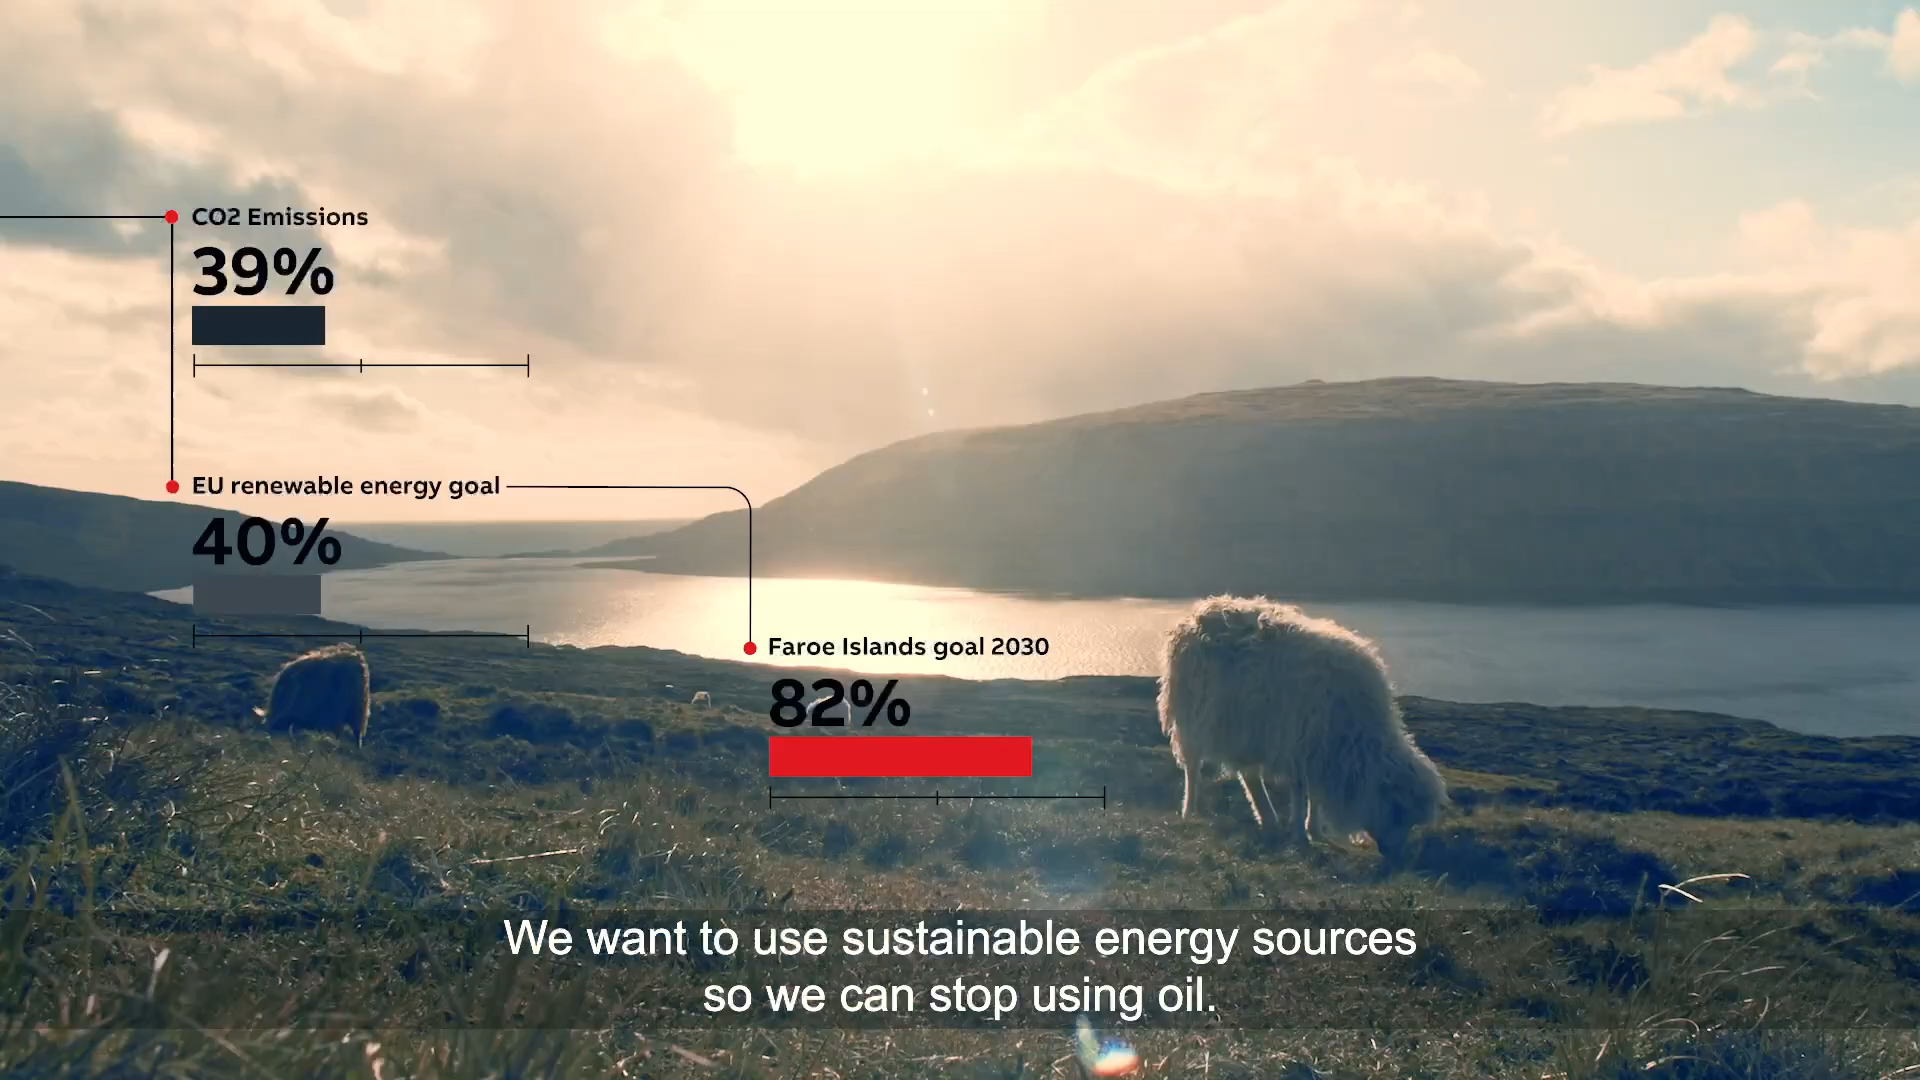 CO2 Emissions
39%
EU renewable energy goal
40%
Faroe Islands goal 2030
82%
We want to use sustainable energy sources
so we can stop using oil.